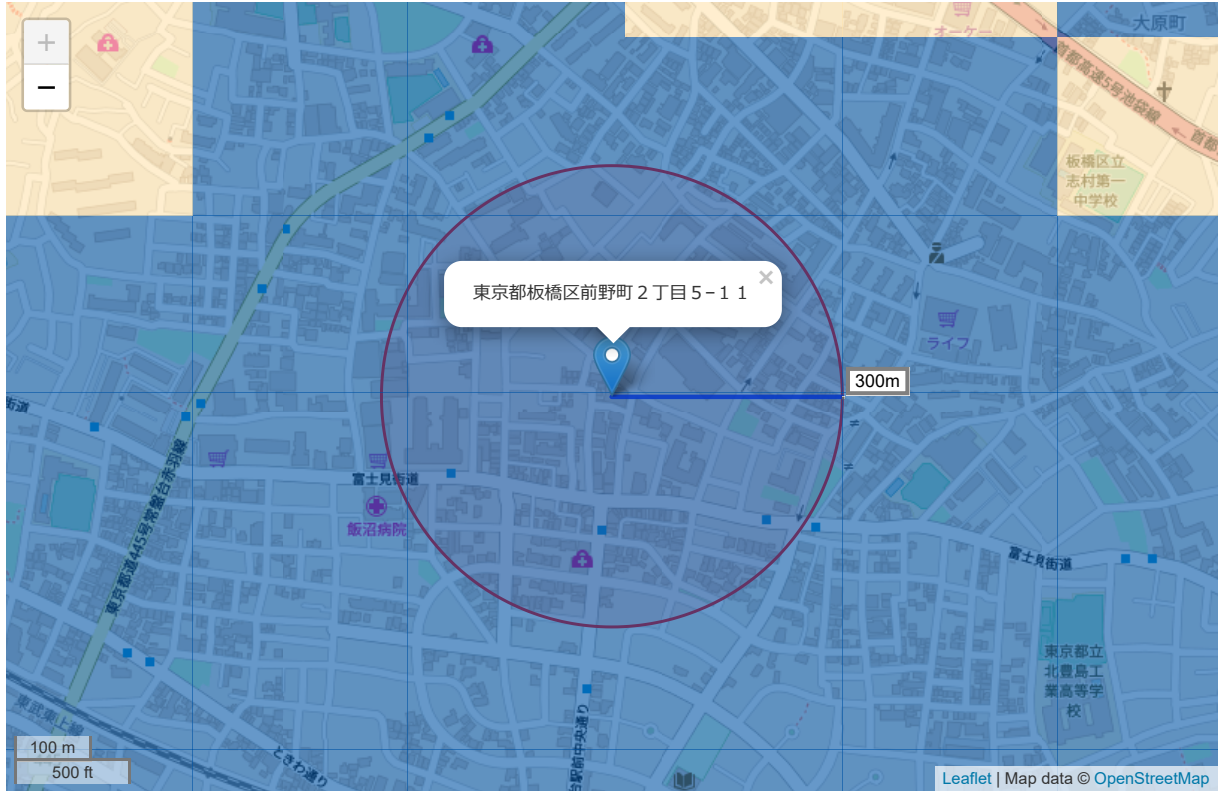 +
−
オーケー
大原町
首都高速5号池袋線
首都
板橋区立
志村第一
中学校
東京都板橋区前野町２丁目５−１１
×
300m
ライフ
街道
富士見街道
飯沼病院
東京都道445号常盤台赤羽線
富士見街道
東京都立
北豊島工
業高等学
校
東武東上線
ときわ通り
台駅前中央通り
100 m
500 ft
Leaflet | Map data © OpenStreetMap